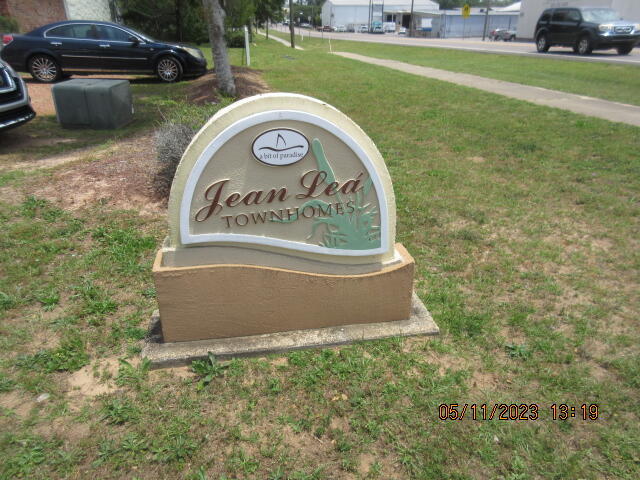 a bit of paradise
Jean Leá
TOWNHOMES
05/11/2023 13:19